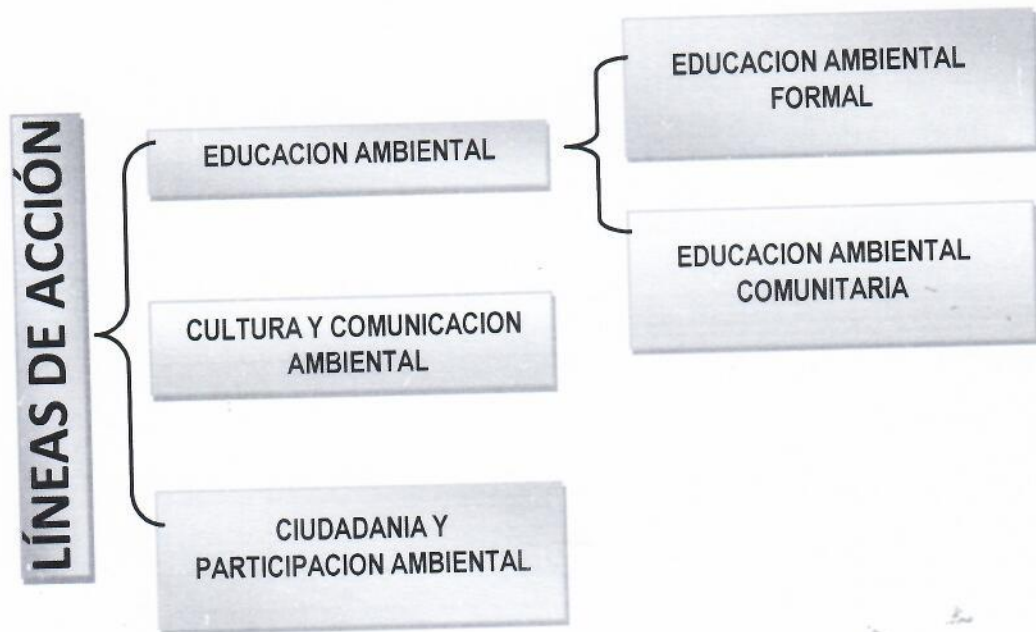 LÍNEAS DE ACCIÓN
EDUCACION AMBIENTAL
CULTURA Y COMUNICACION
AMBIENTAL
CIUDADANIA Y
PARTICIPACION AMBIENTAL
EDUCACION AMBIENTAL
FORMAL
EDUCACION AMBIENTAL
COMUNITARIA